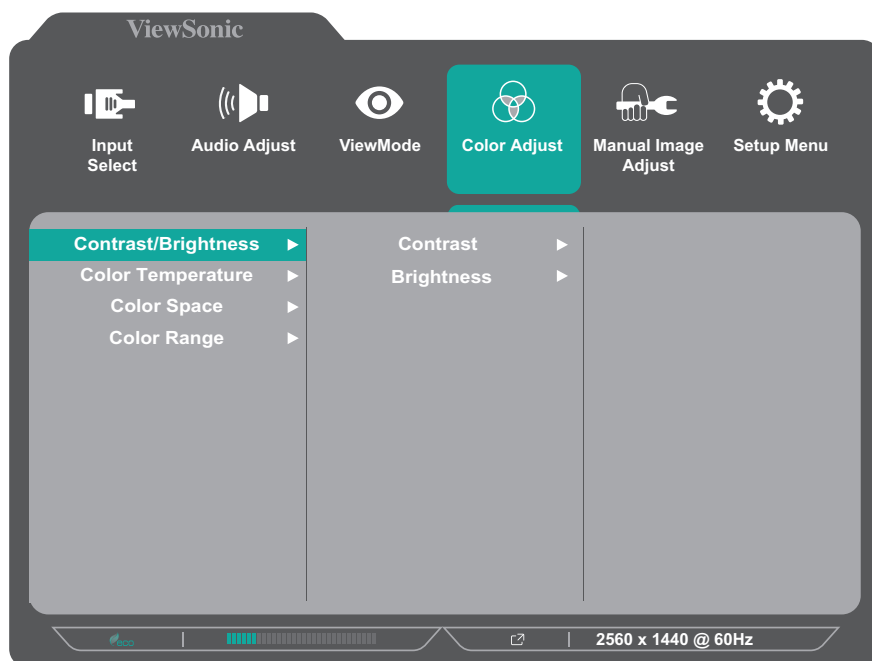 ViewSonic
Input
Select
Audio Adjust
ViewMode
Color Adjust
Manual Image
Adjust
Setup Menu
Contrast/Brightness
Color Temperature
Color Space
Color Range
Contrast
Brightness
eco
2560 x 1440 @ 60Hz